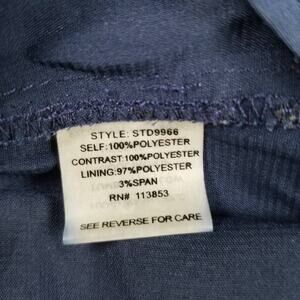 STYLE: STD9966
SELF:100%POLYESTER
CONTRAST:100%POLYESTER
LINING:97%POLYESTER
3%SPAN
RN# 113853
SEE REVERSE FOR CARE